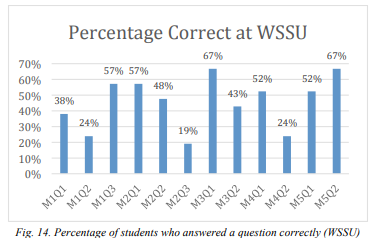 Percentage Correct at WSSU
70%
60%
50%
40%
30%
20%
10%
0%
38%
24%
57%
57%
48%
19%
67%
43%
52%
24%
52%
67%
M1Q1
M1Q2
M1Q3
M2Q1
M2Q2
M2Q3
M3Q1
M3Q2
M4Q1
M4Q2
M5Q1
M5Q2
Fig. 14. Percentage of students who answered a question correctly (WSSU)